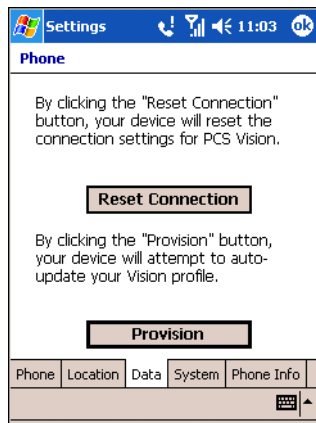 Settings 11:03 ok
Phone
By clicking the "Reset Connection"
button, your device will reset the
connection settings for PCS Vision.
Reset Connection
By clicking the "Provision" button,
your device will attempt to auto-
update your Vision profile.
Provision
Phone Location Data System Phone Info